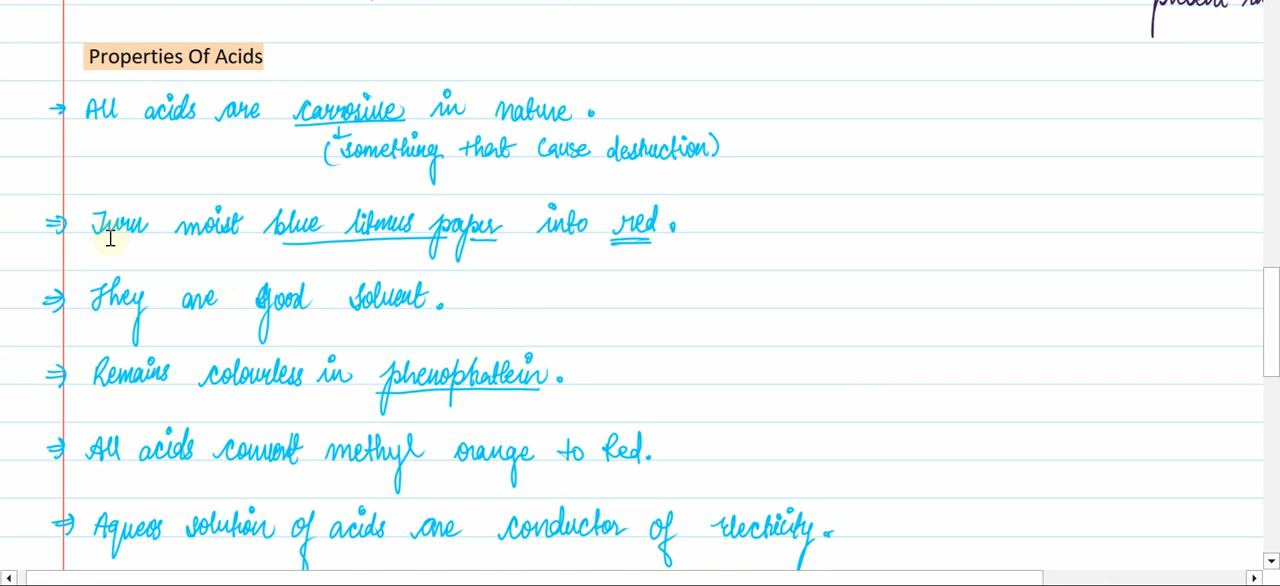 Properties Of Acids
→ All acids are carrosive in nature.
(something that cause destruction)
⇒ Turn moist blue litmus paper into red.
⇒ They are good solvent.
⇒ Remains colourless in phenophatlein.
⇒ All acids convert methyl orange to Red.
⇒ Aqueos solution of acids are conductor of electricity.